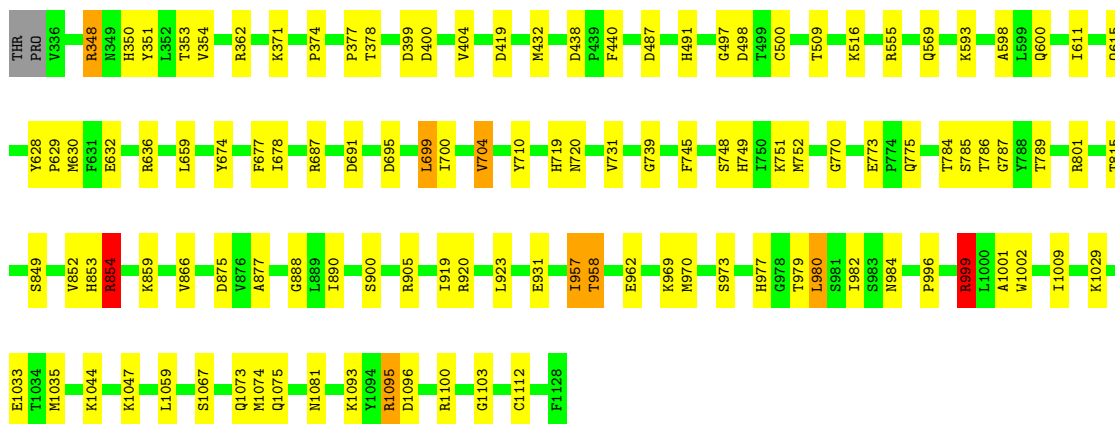 THR PRO V336 R348 N349 H350 Y351 L352 T353 V354 R362 K371 P374 P377 T378 D399 D400 V404 D419 M432 D438 P439 F440 D487 H491 G497 D498 T499 C500 T509 K516 R555 Q569 K593 A598 L599 Q600 I611
Y628 P629 M630 F631 E632 R636 L659 Y674 F677 I678 R687 D691 D695 L699 I700 V704 Y710 H719 N720 V731 G739 F745 S748 H749 I750 K751 M752 G770 E773 P774 Q775 T784 S785 T786 G787 Y788 T789 R801 T815
S849 V852 H853 R854 K859 V866 D875 V876 A877 G888 L889 I890 S900 R905 I919 R920 L923 E931 I957 T958 E962 K969 M970 S973 H977 G978 T979 L980 S981 I982 S983 N984 P996 R999 L1000 A1001 W1002 I1009 K1029
E1033 T1034 M1035 K1044 K1047 L1059 S1067 Q1073 M1074 Q1075 N1081 K1093 Y1094 R1095 D1096 R1100 G1103 C1112 F1128